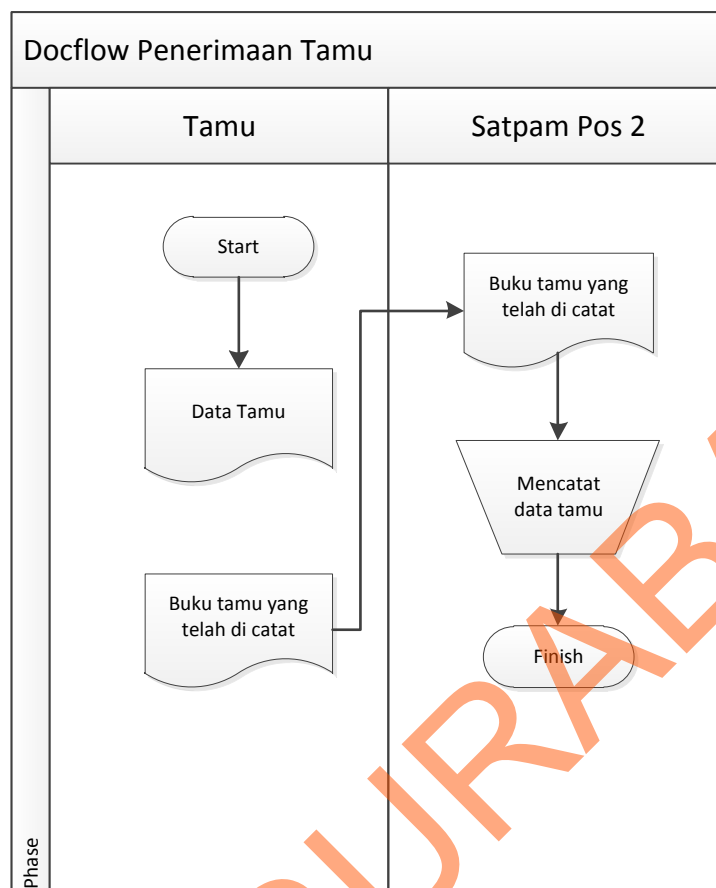 Docflow Penerimaan Tamu
Tamu
Satpam Pos 2
Start
Data Tamu
Buku tamu yang
telah di catat
Buku tamu yang
telah di catat
Mencatat
data tamu
Finish
Phase
URAB